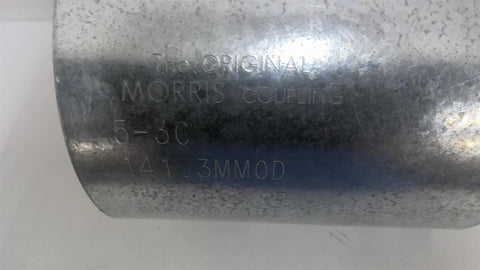 The ORIGINAL
MORRIS COUPLING
5-3C
141.3MMOD